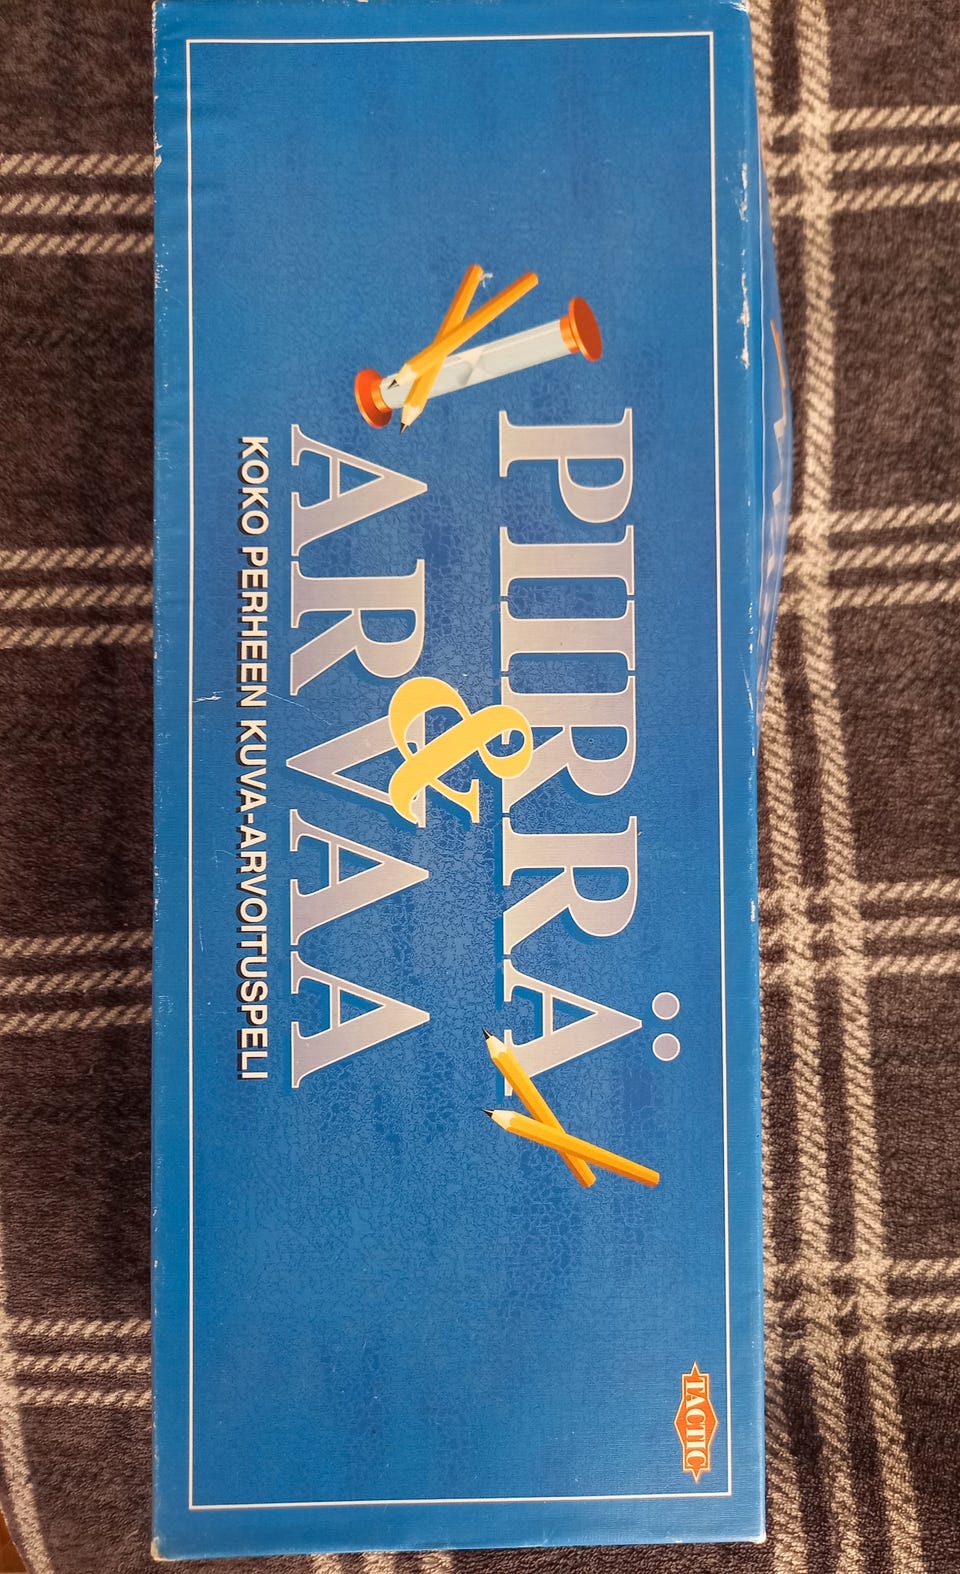 PIIRRÄ
&
ARVAA
KOKO PERHEEN KUVA-ARVOITUSPELI
TACTIC